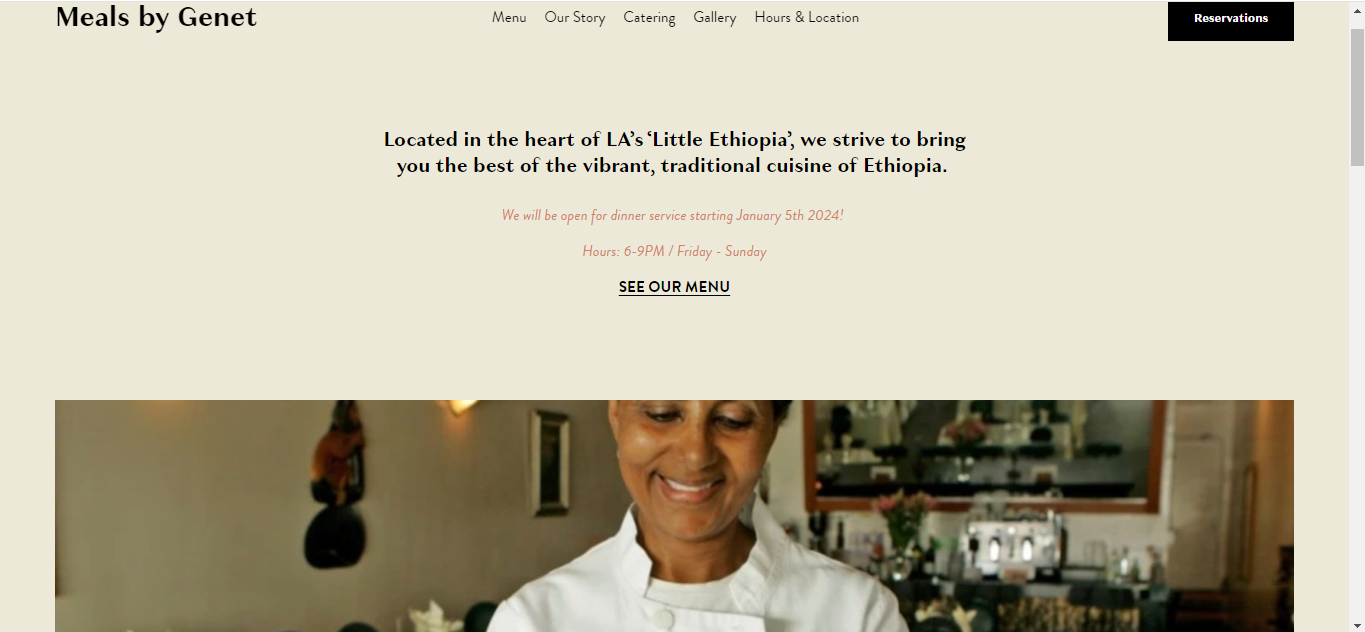 Meals by Genet
Menu
Our Story
Catering
Gallery
Hours & Location
Reservations
Located in the heart of LA’s ‘Little Ethiopia’, we strive to bring
you the best of the vibrant, traditional cuisine of Ethiopia.
We will be open for dinner service starting January 5th 2024!
Hours: 6-9PM / Friday - Sunday
SEE OUR MENU